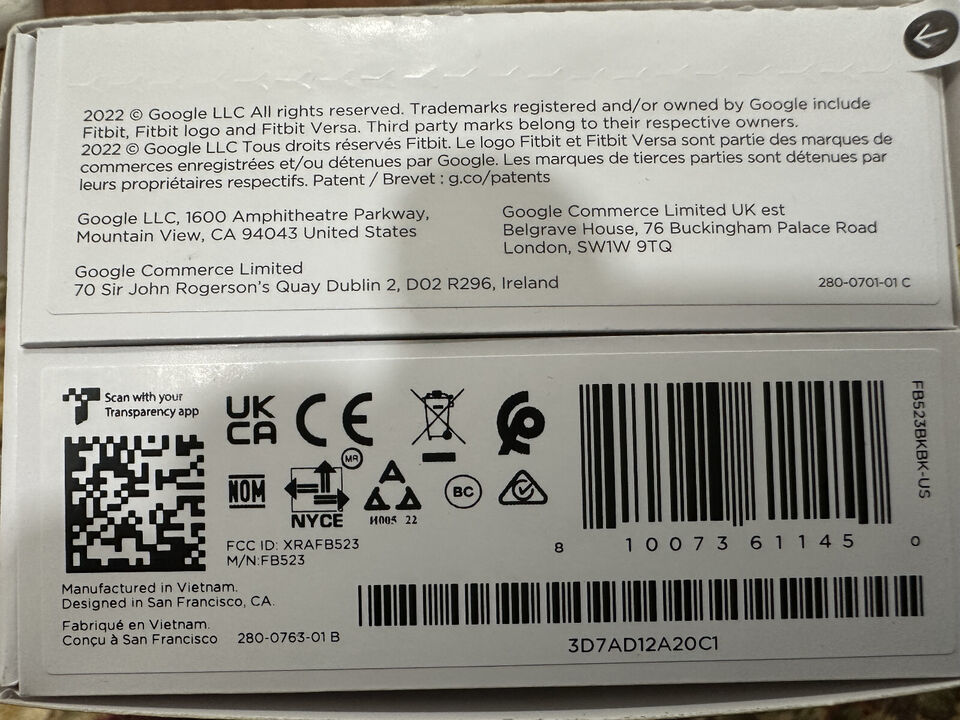 2022 © Google LLC All rights reserved. Trademarks registered and/or owned by Google include
Fitbit, Fitbit logo and Fitbit Versa. Third party marks belong to their respective owners.
2022 © Google LLC Tous droits réservés Fitbit. Le logo Fitbit et Fitbit Versa sont partie des marques de
commerces enregistrées et/ou détenues par Google. Les marques de tierces parties sont détenues par
leurs propriétaires respectifs. Patent / Brevet : g.co/patents
Google LLC, 1600 Amphitheatre Parkway,
Mountain View, CA 94043 United States
Google Commerce Limited UK est
Belgrave House, 76 Buckingham Palace Road
London, SW1W 9TQ
Google Commerce Limited
70 Sir John Rogerson's Quay Dublin 2, D02 R296, Ireland
280-0701-01 C
Scan with your
Transparency app
UK
CA
CE
NOM
MR
NYCE
И005 22
BC
FCC ID: XRAFB523
M/N:FB523
Manufactured in Vietnam.
Designed in San Francisco, CA.
Fabriqué en Vietnam.
Conçu à San Francisco
280-0763-01 B
8 10073 61145 0
FB523BKBK-US
3D7AD12A20C1